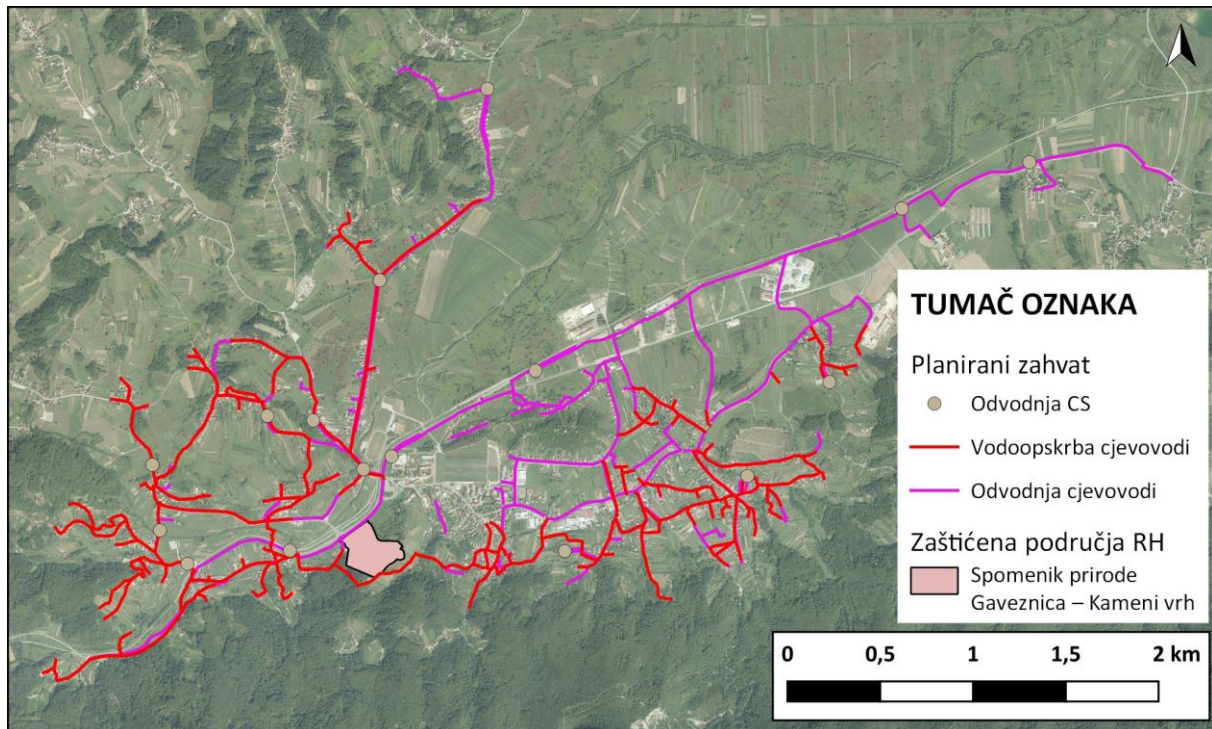 TUMAČ OZNAKA
Planirani zahvat
Odvodnja CS
Vodoopskrba cjevovodi
Odvodnja cjevovodi
Zaštićena područja RH
Spomenik prirode
Gaveznica – Kameni vrh
0 0,5 1 1,5 2 km